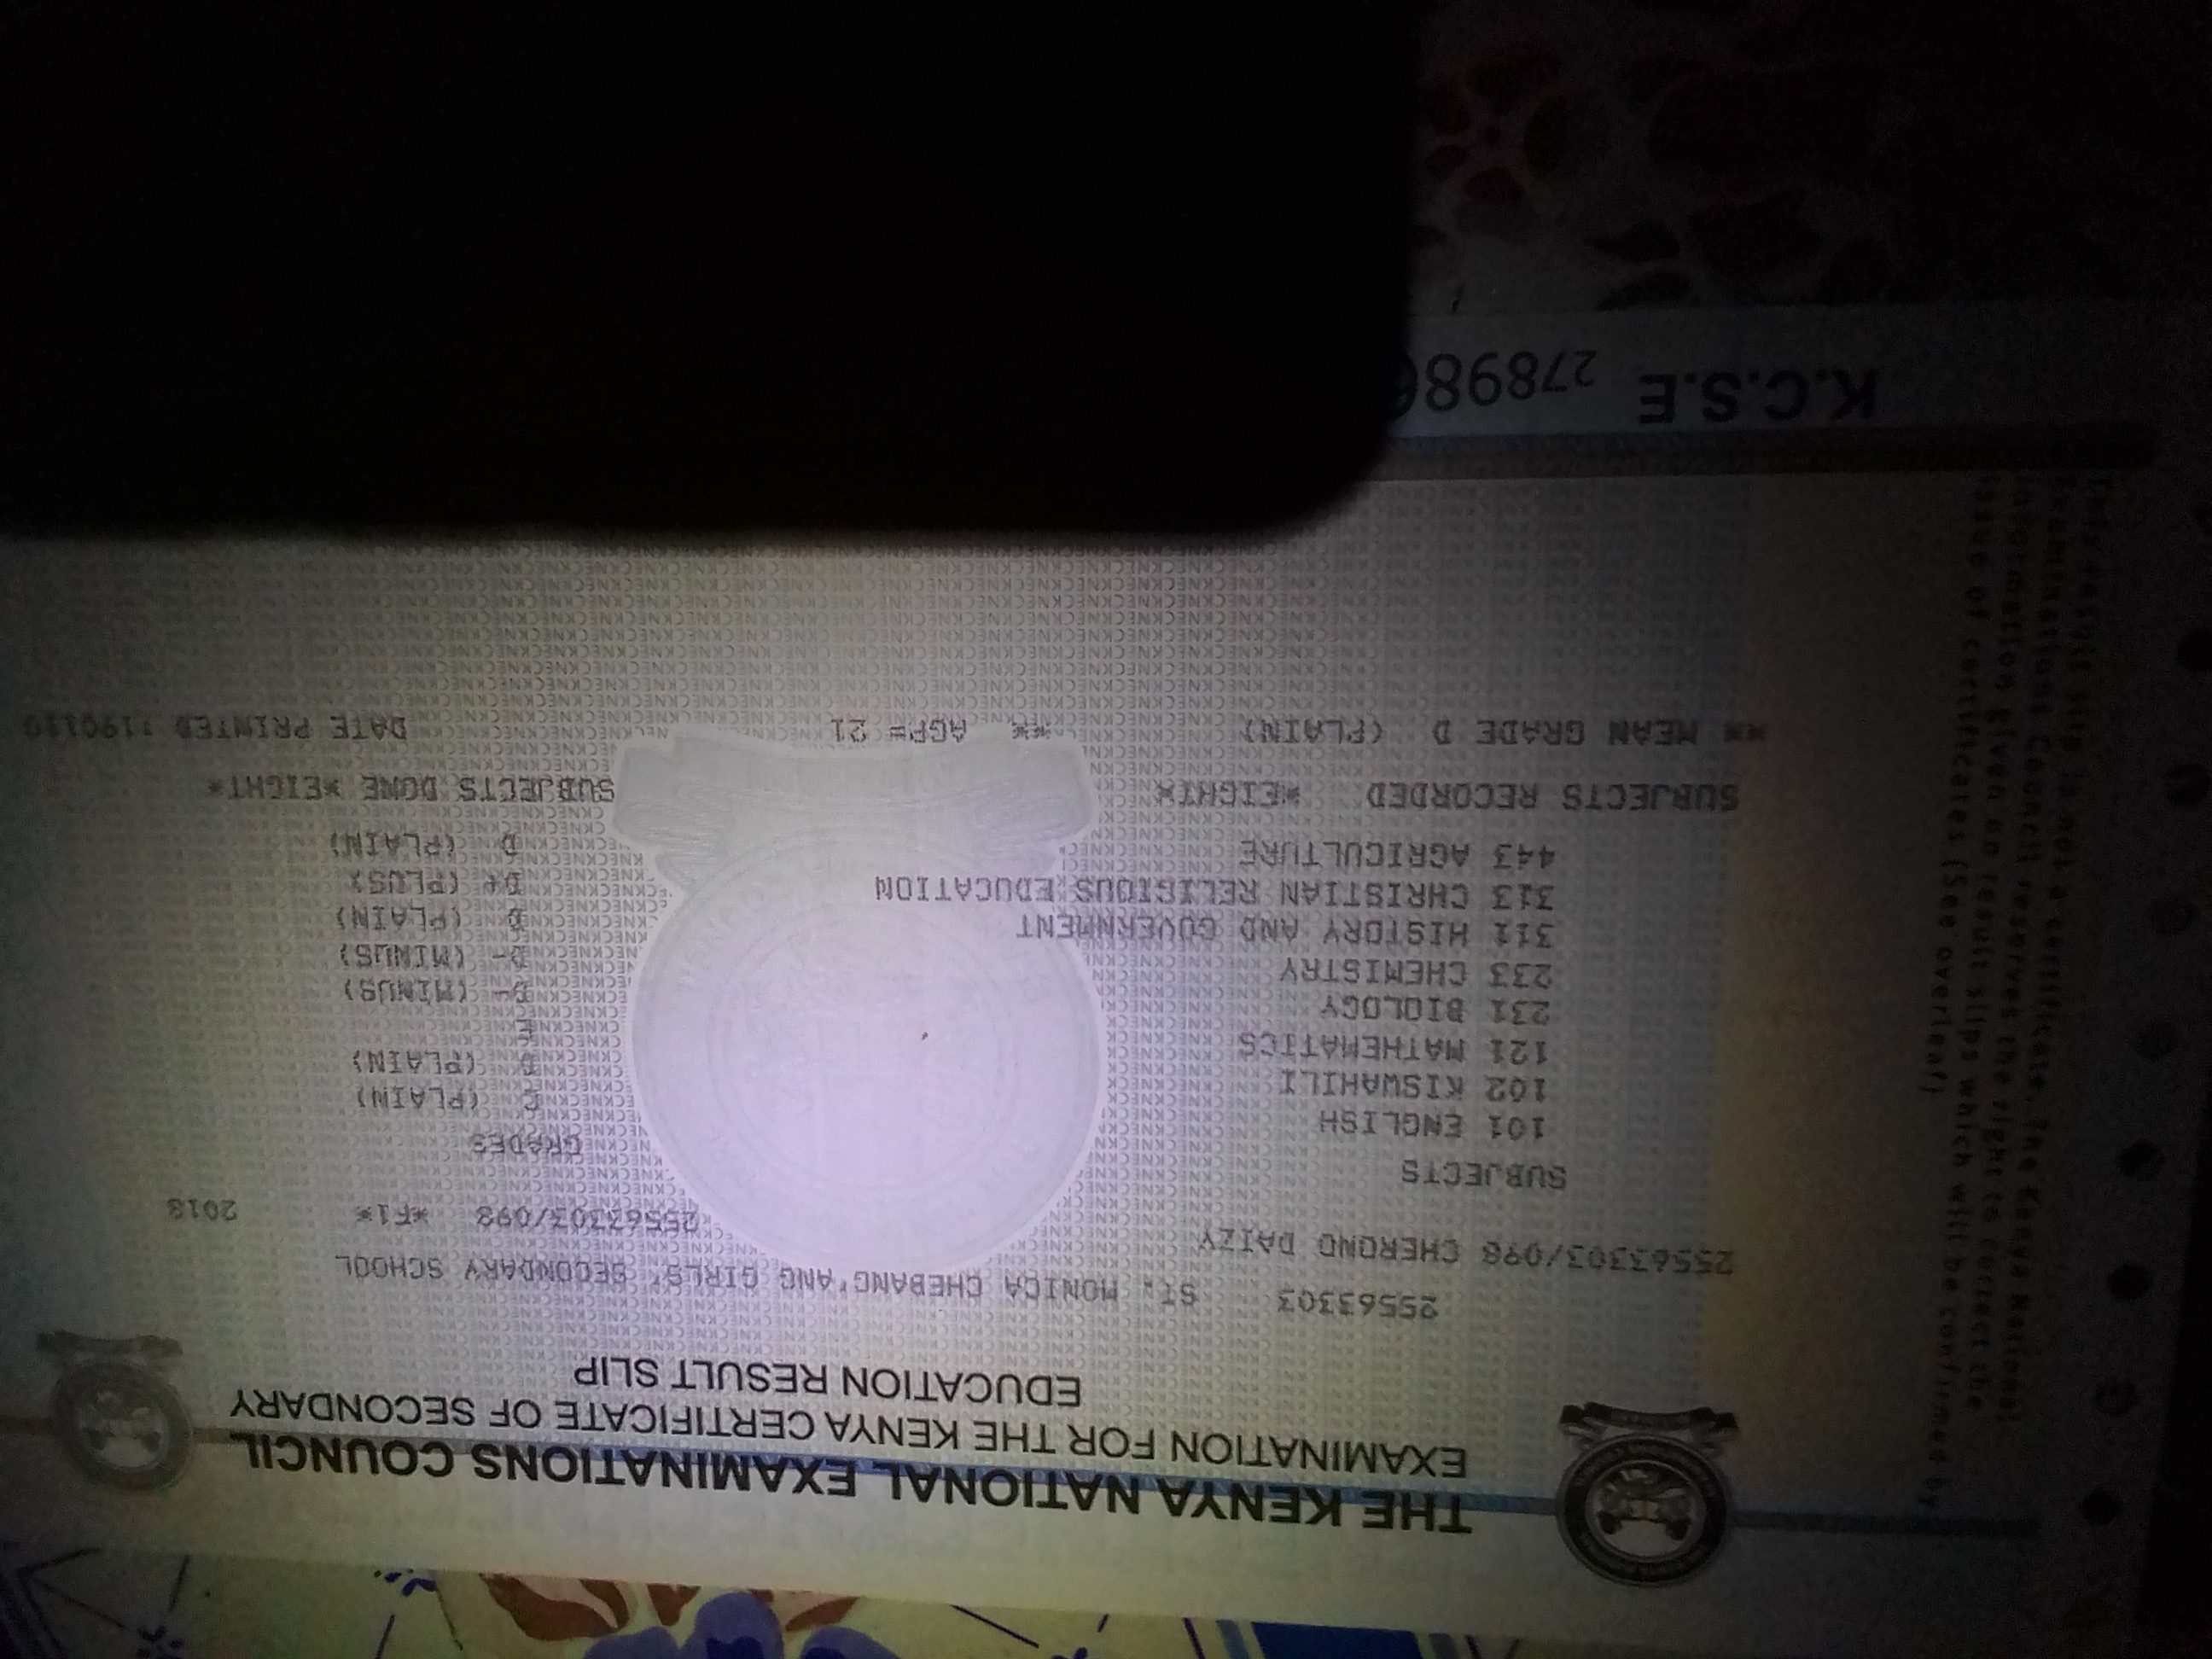 THE KENYA NATIONAL EXAMINATIONS COUNCIL
EXAMINATION FOR THE KENYA CERTIFICATE OF SECONDARY
EDUCATION RESULT SLIP
25563303 ST. MONICA CHEBANG'ANG GIRLS' SECONDARY SCHOOL
25563303/098 CHERONO DAIZY 25563303/098 *F1* 2018
SUBJECTS GRADES
101 ENGLISH C (PLAIN)
102 KISWAHILI D (PLAIN)
121 MATHEMATICS E
231 BIOLOGY D- (MINUS)
233 CHEMISTRY D- (MINUS)
311 HISTORY AND GOVERNMENT D (PLAIN)
313 CHRISTIAN RELIGIOUS EDUCATION D+ (PLUS)
443 AGRICULTURE D (PLAIN)
SUBJECTS RECORDED *EIGHT* SUBJECTS DONE *EIGHT*
** MEAN GRADE D (PLAIN) ** AGP= 21 DATE PRINTED :190110
K.C.S.E 27898
This result slip is not a certificate. The Kenya National
Examinations Council reserves the right to correct the
information given on result slips which will be confirmed by
issue of certificates (See overleaf)